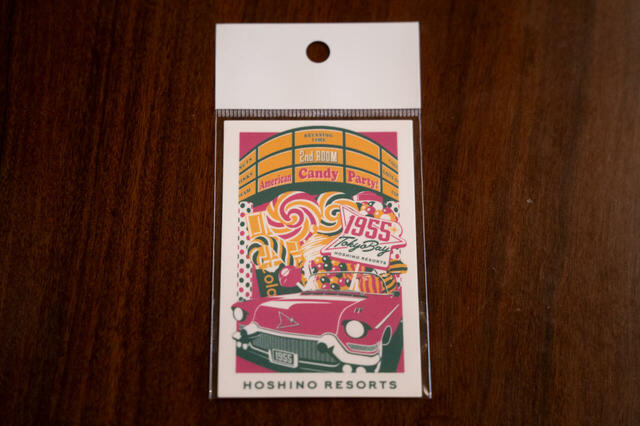 RELAXING
TIME
2nd ROOM
American Candy Party!
1955
Tokyo Bay
HOSHINO RESORTS
1955
HOSHINO RESORTS